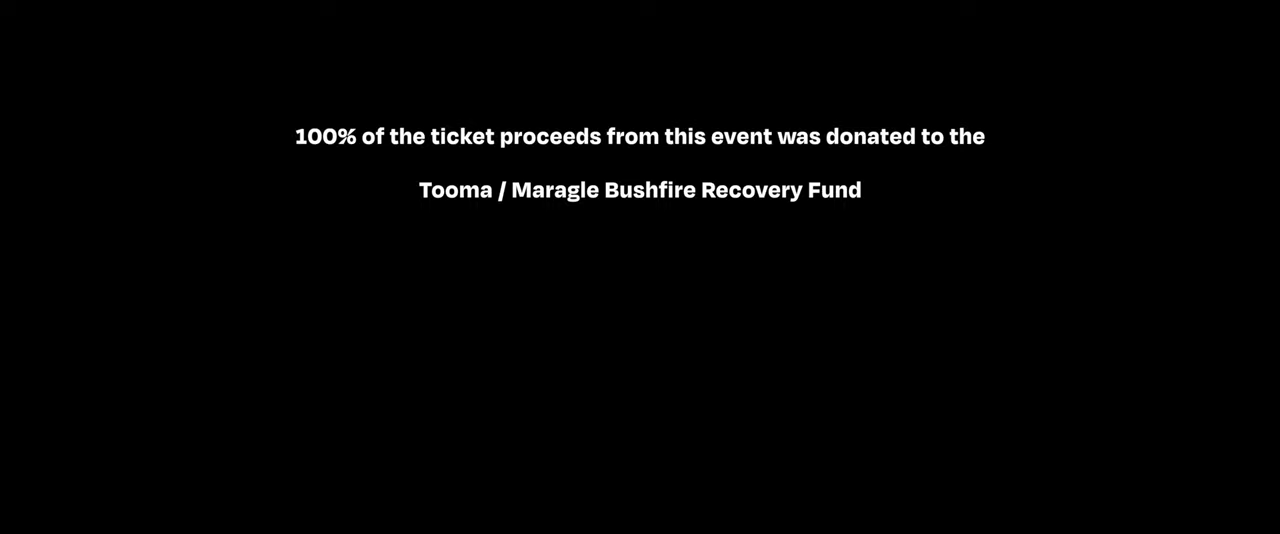 100% of the ticket proceeds from this event was donated to the
Tooma / Maragle Bushfire Recovery Fund